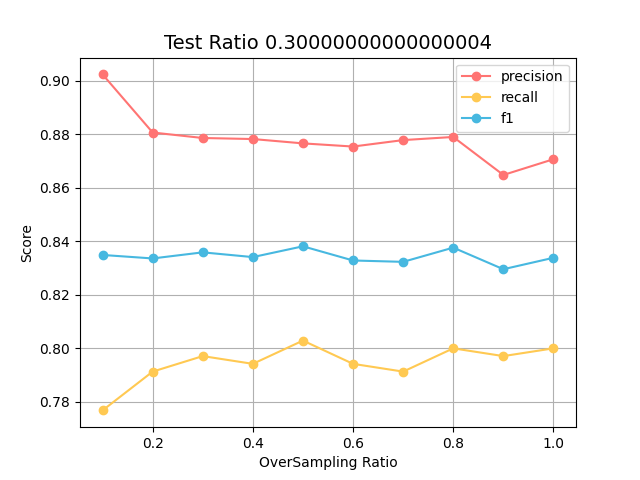 Test Ratio 0.30000000000000004
precision
recall
f1
0.90
0.88
0.86
0.84
0.82
0.80
0.78
Score
0.2
0.4
0.6
0.8
1.0
OverSampling Ratio